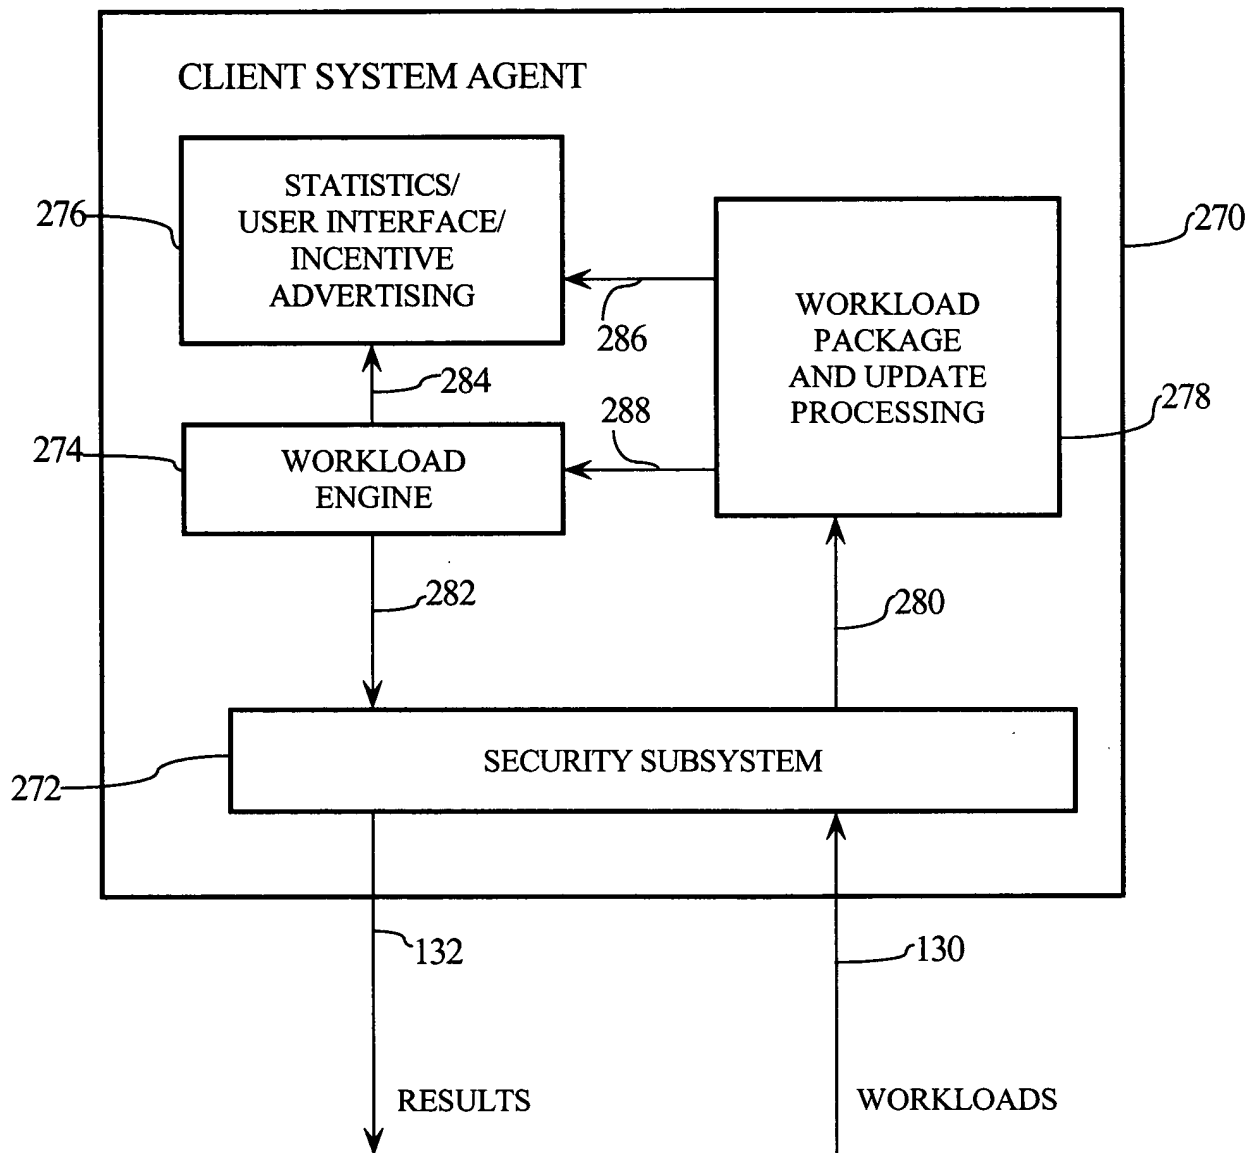 CLIENT SYSTEM AGENT
STATISTICS/
USER INTERFACE/
INCENTIVE
ADVERTISING
276
270
WORKLOAD
PACKAGE
AND UPDATE
PROCESSING
286
284
288
278
274
WORKLOAD
ENGINE
282
280
SECURITY SUBSYSTEM
272
132
130
RESULTS
WORKLOADS